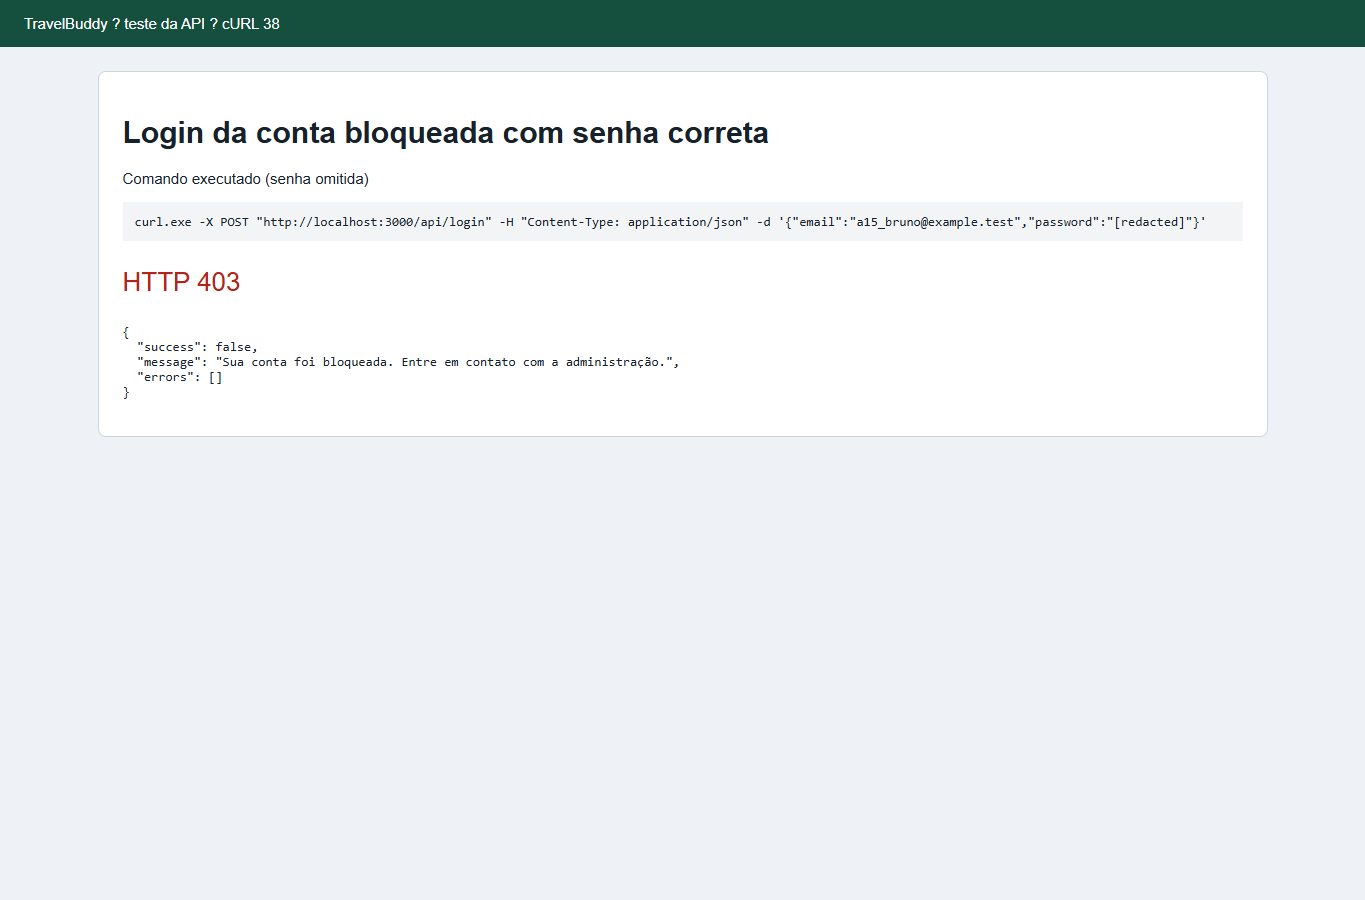 TravelBuddy ? teste da API ? cURL 38
Login da conta bloqueada com senha correta
Comando executado (senha omitida)
curl.exe -X POST "http://localhost:3000/api/login" -H "Content-Type: application/json" -d '{"email":"a15_bruno@example.test","password":"[redacted]"}'
HTTP 403
{
  "success": false,
  "message": "Sua conta foi bloqueada. Entre em contato com a administração.",
  "errors": []
}